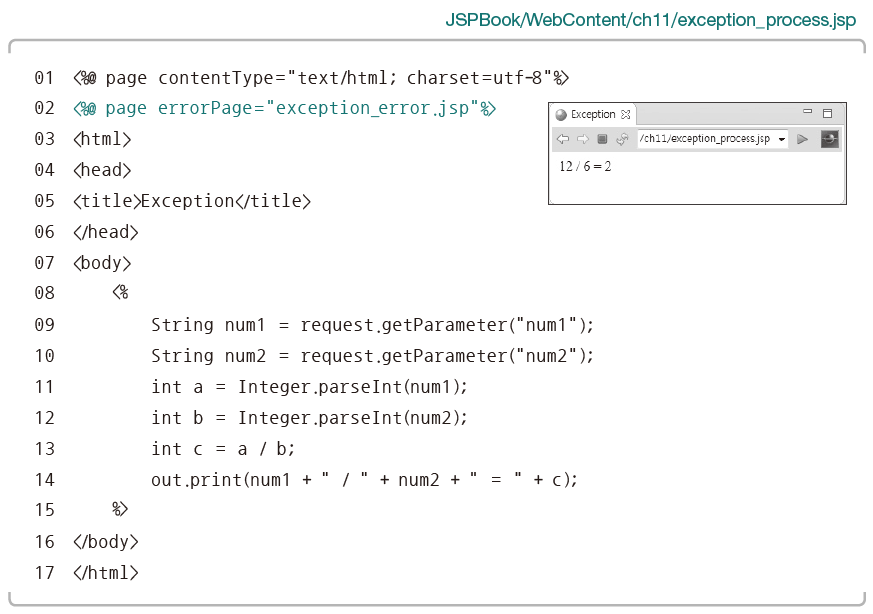 JSPBook/WebContent/ch11/exception_process.jsp
01 <%@ page contentType="text/html; charset=utf-8"%>
02 <%@ page errorPage="exception_error.jsp"%>
03 <html>
04 <head>
05 <title>Exception</title>
06 </head>
07 <body>
08 <%
09 String num1 = request.getParameter("num1");
10 String num2 = request.getParameter("num2");
11 int a = Integer.parseInt(num1);
12 int b = Integer.parseInt(num2);
13 int c = a / b;
14 out.print(num1 + " / " + num2 + " = " + c);
15 %>
16 </body>
17 </html>
Exception
/ch11/exception_process.jsp
12 / 6 = 2